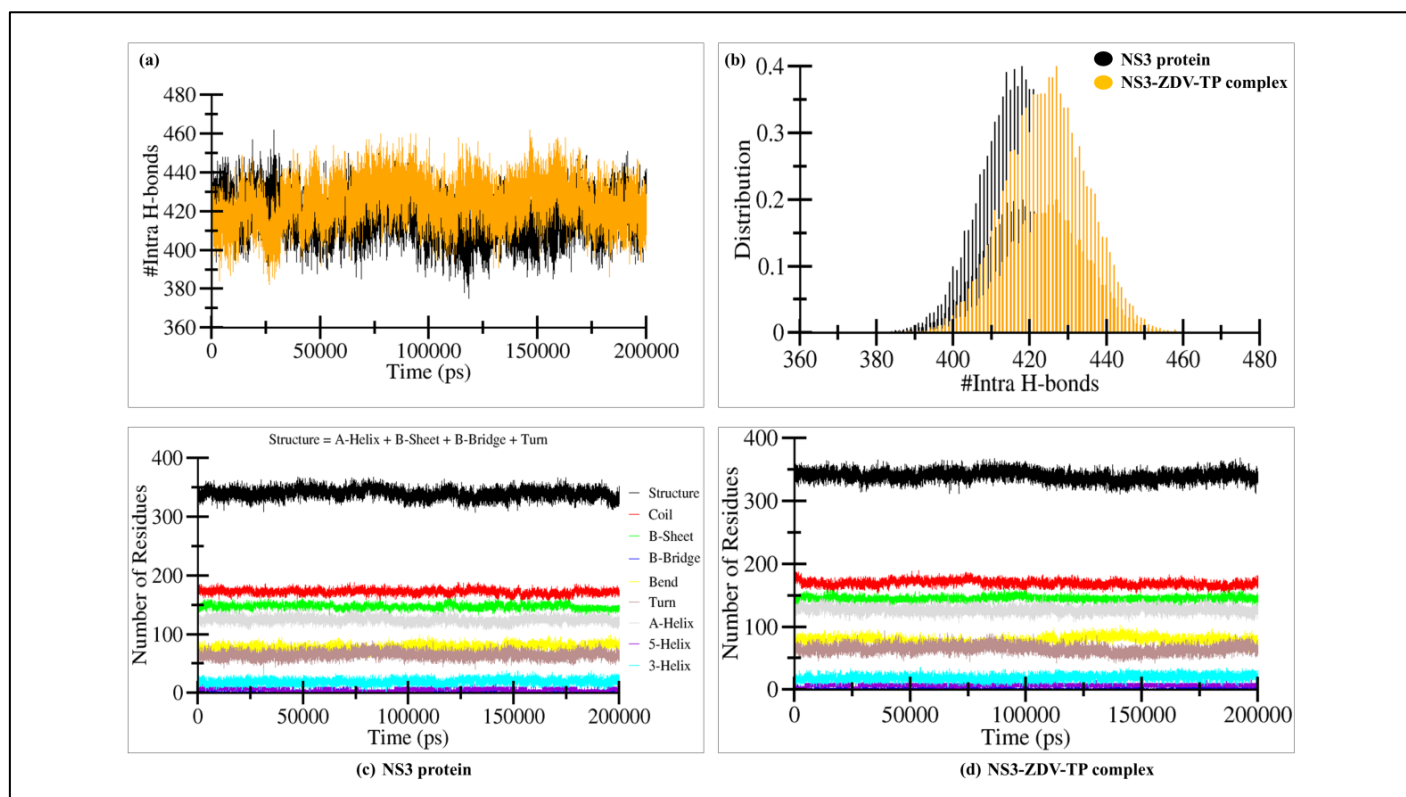 (a)
480
460
440
420
400
380
360
#Intra H-bonds
0 50000 100000 150000 200000
Time (ps)
(b)
NS3 protein
NS3-ZDV-TP complex
0.4
0.3
0.2
0.1
0
Distribution
360 380 400 420 440 460 480
#Intra H-bonds
Structure = A-Helix + B-Sheet + B-Bridge + Turn
400
300
200
100
0
Number of Residues
Structure
Coil
B-Sheet
B-Bridge
Bend
Turn
A-Helix
5-Helix
3-Helix
0 50000 100000 150000 200000
Time (ps)
(c) NS3 protein
400
300
200
100
0
Number of Residues
0 50000 100000 150000 200000
Time (ps)
(d) NS3-ZDV-TP complex